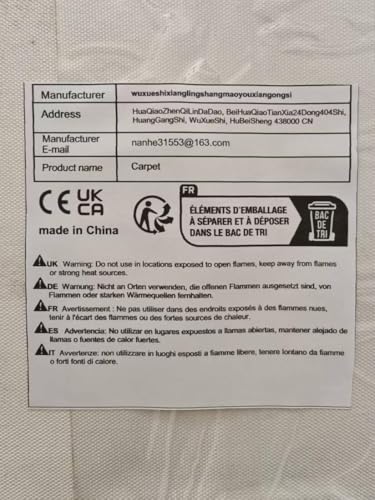 Manufacturer wuxueshixianglingshangmaoyouxiangongsi
Address HuaQiaoZhenQiLinDaDao, BeiHuaQiaoTianXia24Dong404Shi,
HuangGangShi, WuXueShi, HuBeiSheng 438000 CN
Manufacturer
E-mail nanhe31553@163.com
Product name Carpet
CE UK
CA
made in China
FR
ÉLÉMENTS D'EMBALLAGE
À SÉPARER ET À DÉPOSER
DANS LE BAC DE TRI
BAC
DE
TRI
UK Warning: Do not use in locations exposed to open flames, keep away from flames
or strong heat sources.
DE Warnung: Nicht an Orten verwenden, die offenen Flammen ausgesetzt sind, von
Flammen oder starken Wärmequellen fernhalten.
FR Avertissement : Ne pas utiliser dans des endroits exposés à des flammes nues,
tenir à l'écart des flammes ou des fortes sources de chaleur.
ES Advertencia: No utilizar en lugares expuestos a llamas abiertas, mantener alejado de
llamas o fuentes de calor fuertes.
IT Avvertenze: non utilizzare in luoghi esposti a fiamme libere, tenere lontano da fiamme
o forti fonti di calore.